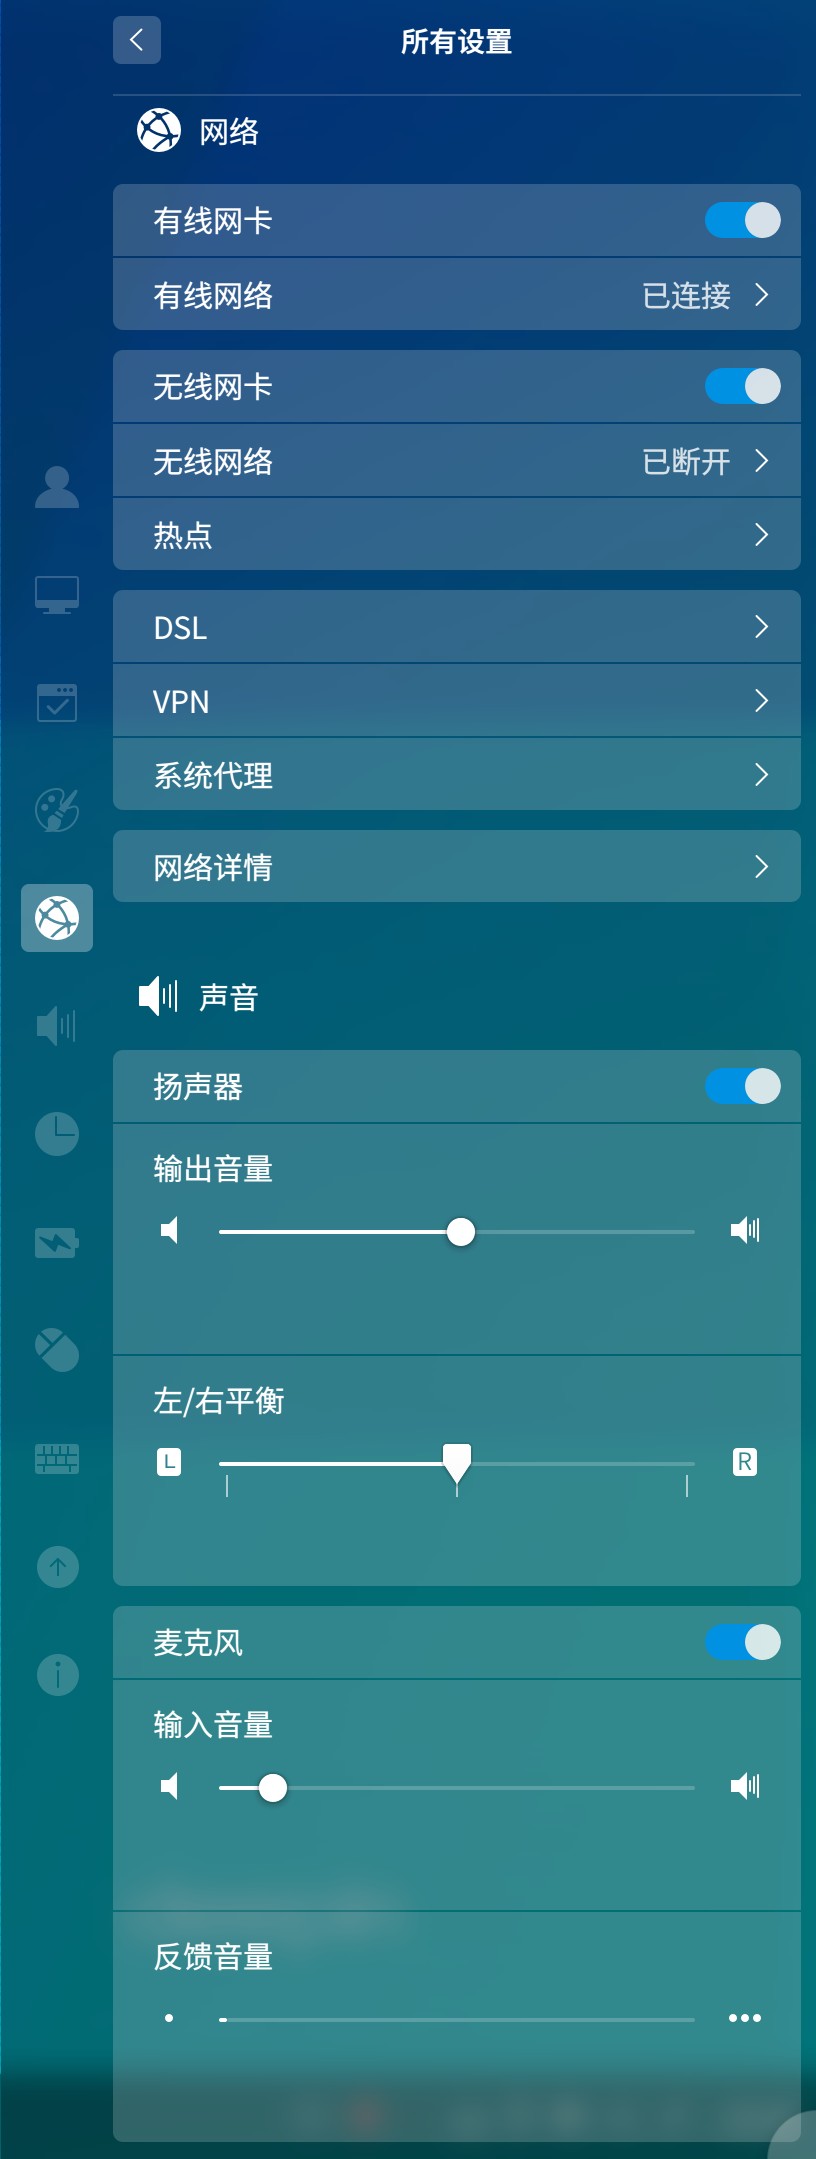 所有设置
网络
有线网卡
有线网络 已连接
无线网卡
无线网络 已断开
热点
DSL
VPN
系统代理
网络详情
声音
扬声器
输出音量
左/右平衡
L R
麦克风
输入音量
反馈音量